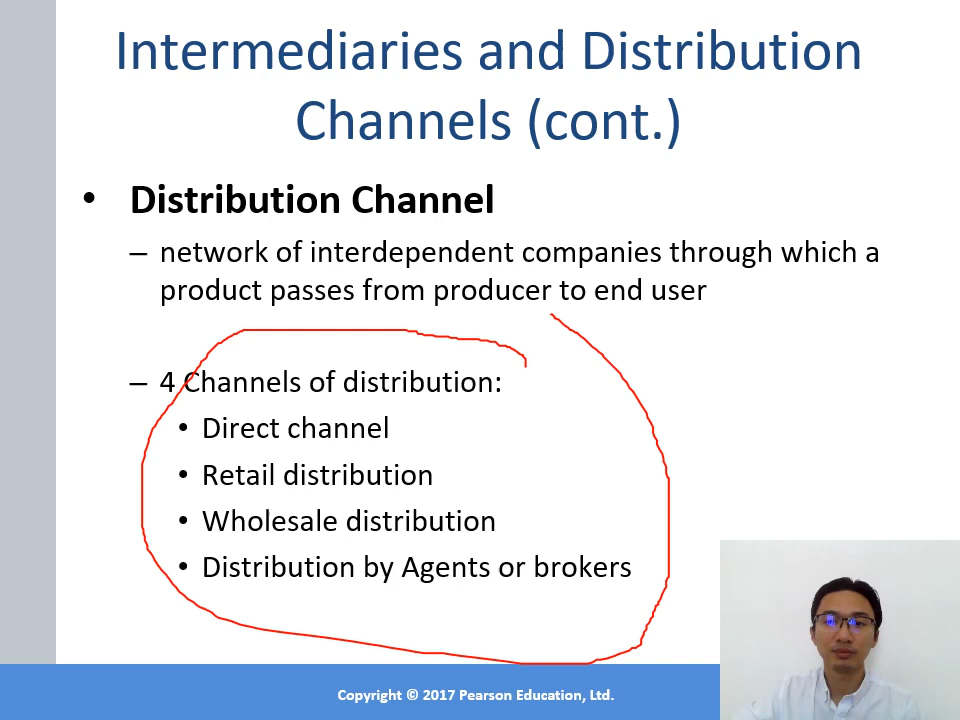 Intermediaries and Distribution
Channels (cont.)
• Distribution Channel
– network of interdependent companies through which a
product passes from producer to end user
– 4 Channels of distribution:
• Direct channel
• Retail distribution
• Wholesale distribution
• Distribution by Agents or brokers
Copyright © 2017 Pearson Education, Ltd.